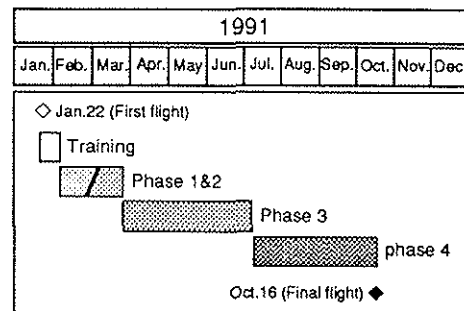 1991
Jan. Feb. Mar. Apr. May Jun. Jul. Aug. Sep. Oct. Nov. Dec
Jan.22 (First flight)
Training
Phase 1&2
Phase 3
phase 4
Oct.16 (Final flight)